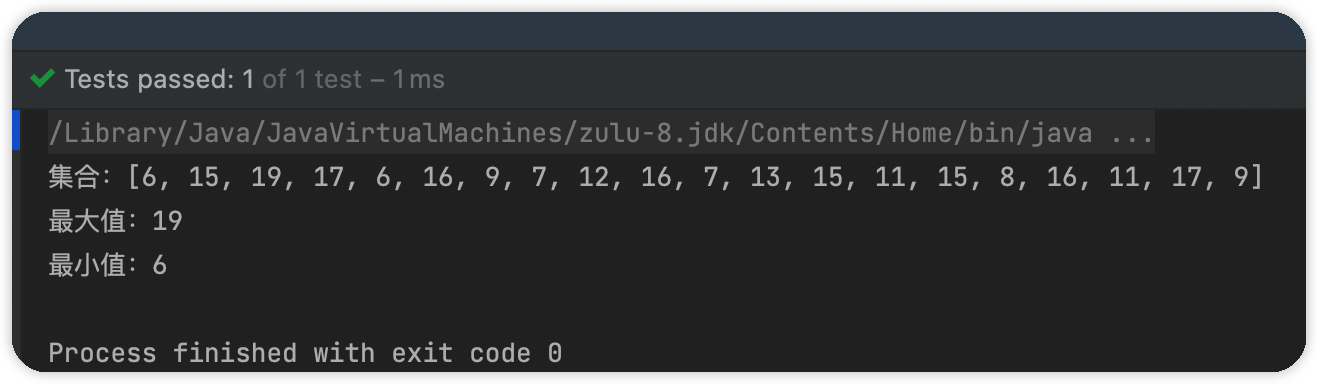 Tests passed: 1 of 1 test – 1 ms
/Library/Java/JavaVirtualMachines/zulu-8.jdk/Contents/Home/bin/java ...
集合：[6, 15, 19, 17, 6, 16, 9, 7, 12, 16, 7, 13, 15, 11, 15, 8, 16, 11, 17, 9]
最大值：19
最小值：6
Process finished with exit code 0